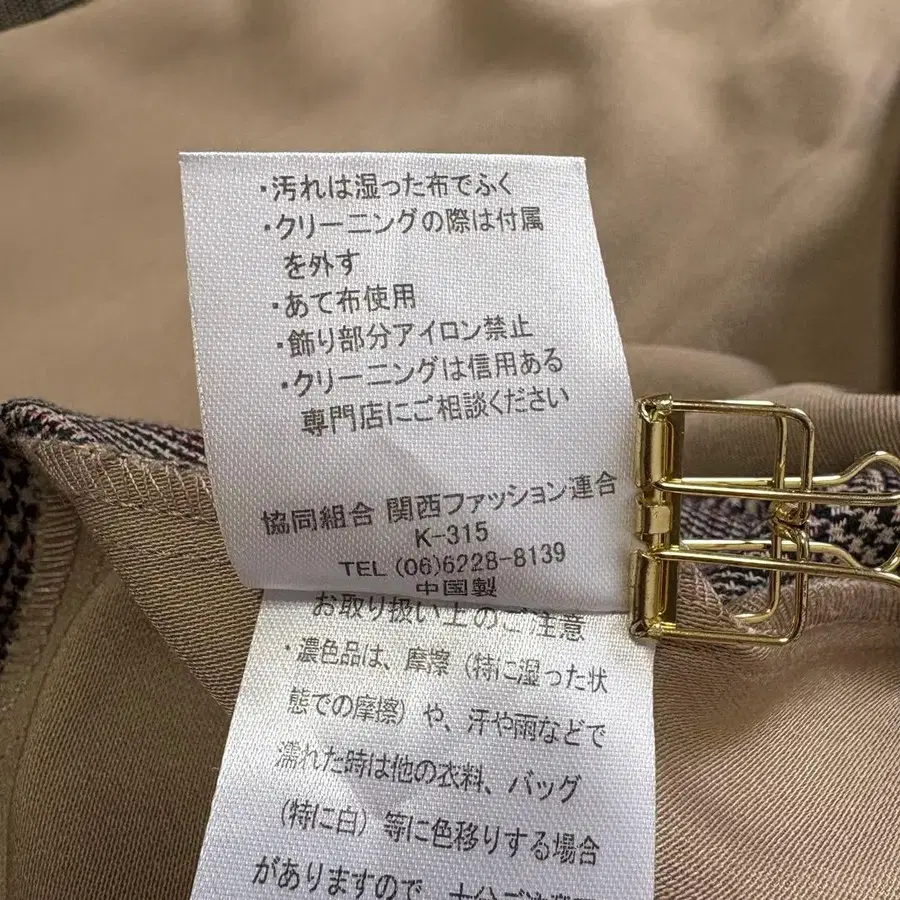 ・汚れは湿った布でふく
・クリーニングの際は付属
を外す
・あて布使用
・飾り部分アイロン禁止
・クリーニングは信用ある
専門店にご相談ください
協同組合 関西ファッション連合
K-315
TEL (06)6228-8139
中国製
お取り扱い上のご注意
・濃色品は、摩擦(特に湿った状
態での摩擦)や、汗や雨などで
濡れた時は他の衣料、バッグ
(特に白)等に色移りする場合
がありますので、十分ご注意